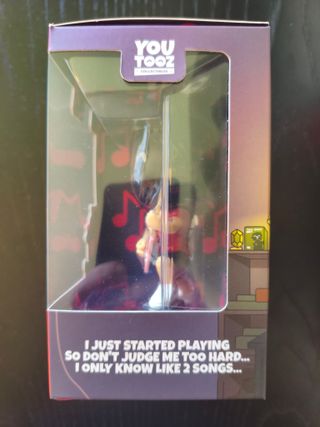 YOU
TOOZ
COLLECTIBLES
I JUST STARTED PLAYING
SO DON'T JUDGE ME TOO HARD...
I ONLY KNOW LIKE 2 SONGS...